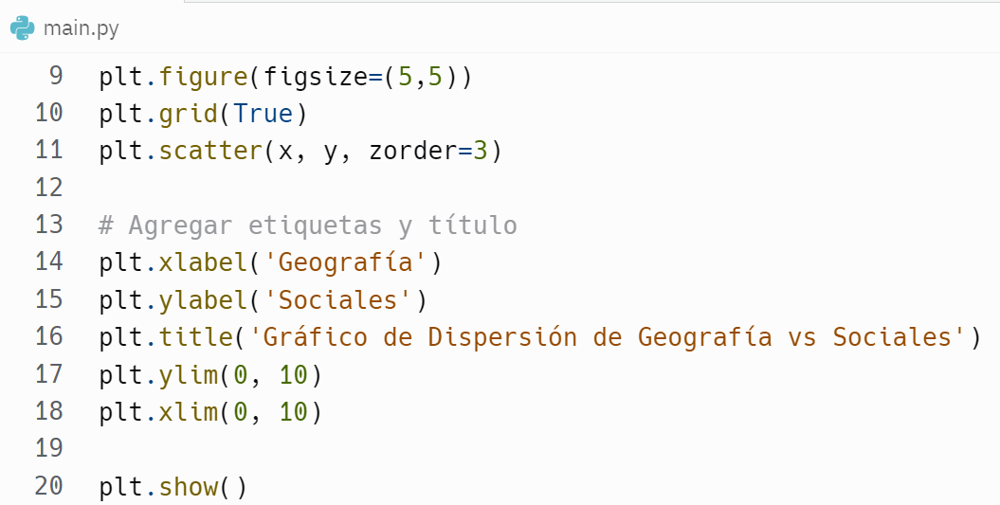 main.py
9 plt.figure(figsize=(5,5))
10 plt.grid(True)
11 plt.scatter(x, y, zorder=3)
12
13 # Agregar etiquetas y título
14 plt.xlabel('Geografía')
15 plt.ylabel('Sociales')
16 plt.title('Gráfico de Dispersión de Geografía vs Sociales')
17 plt.ylim(0, 10)
18 plt.xlim(0, 10)
19
20 plt.show()